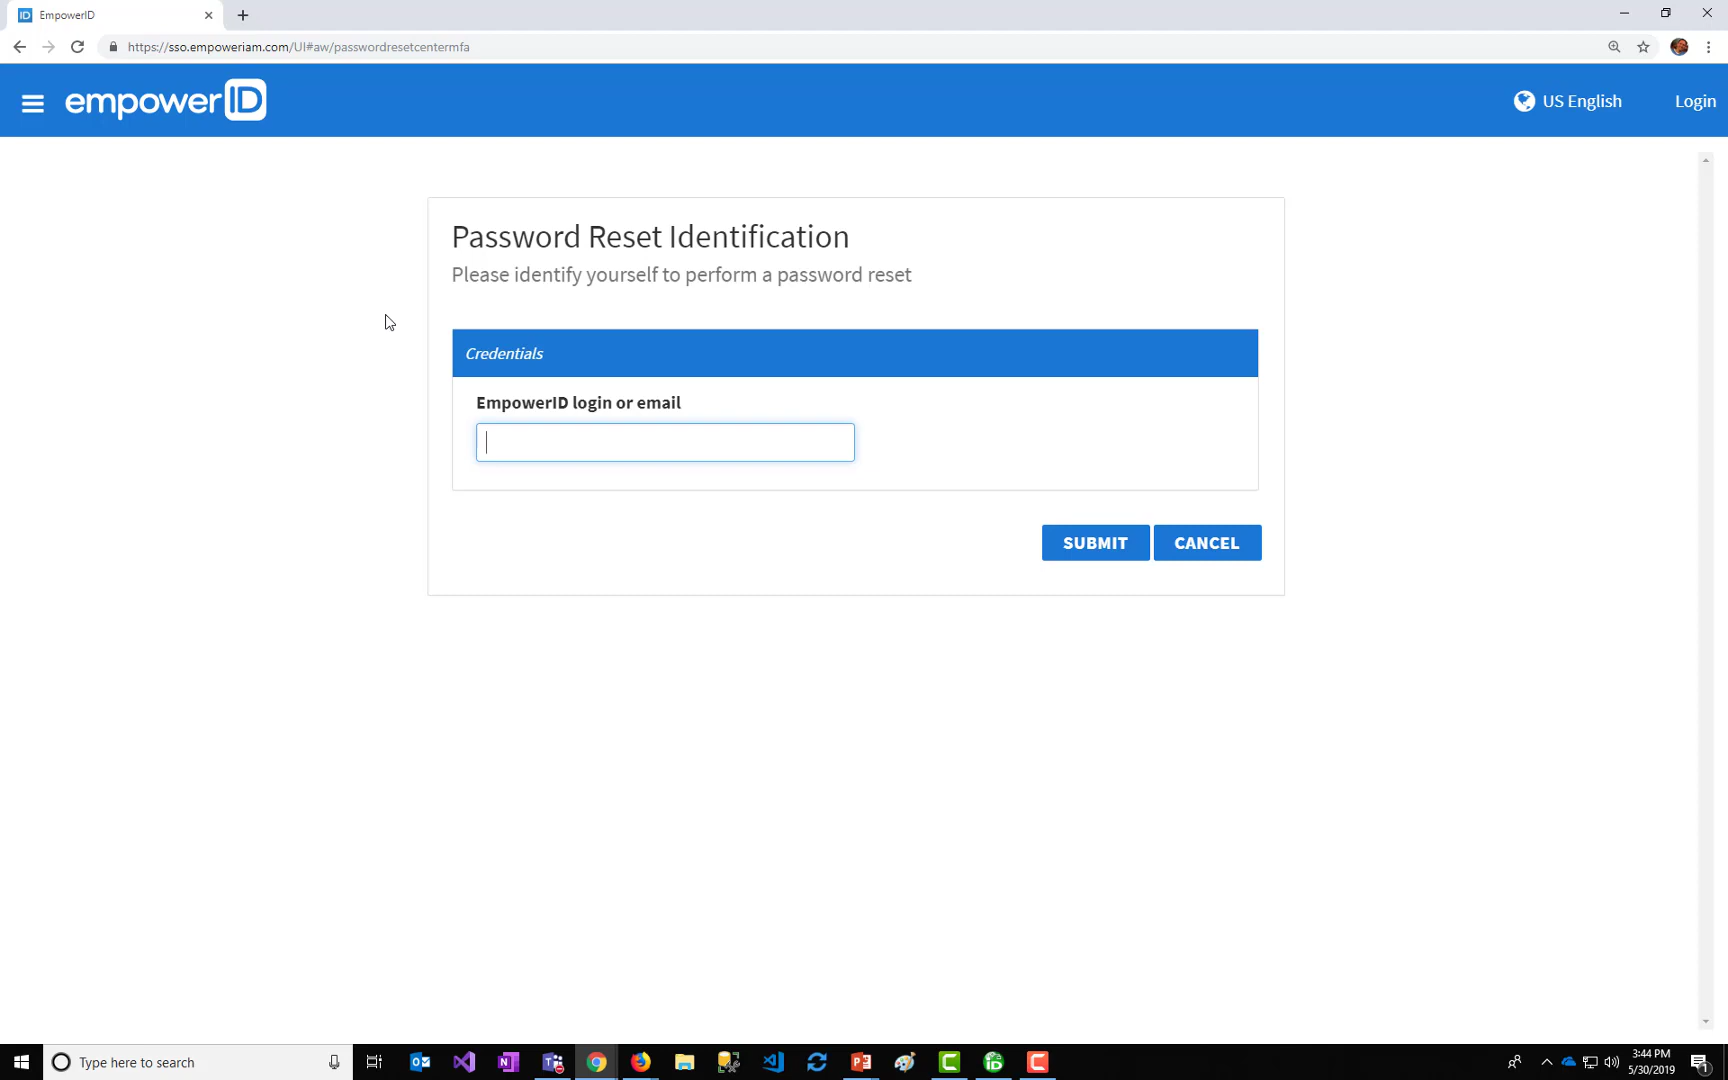 EmpowerID
https://sso.empoweriam.com/UI#aw/passwordresetcentermfa
empowerID
US English
Login
Password Reset Identification
Please identify yourself to perform a password reset
Credentials
EmpowerID login or email
SUBMIT
CANCEL
Type here to search
3:44 PM
5/30/2019